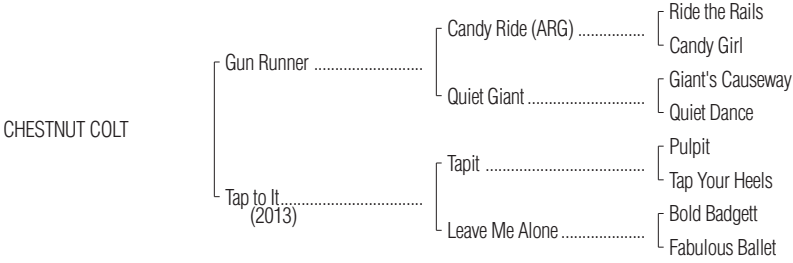 Ride the Rails
Candy Ride (ARG) ................
Candy Girl
Gun Runner ..........................
Giant's Causeway
Quiet Giant ............................
Quiet Dance
CHESTNUT COLT
Pulpit
Tapit ......................................
Tap Your Heels
Tap to It..................................
(2013)
Bold Badgett
Leave Me Alone ....................
Fabulous Ballet